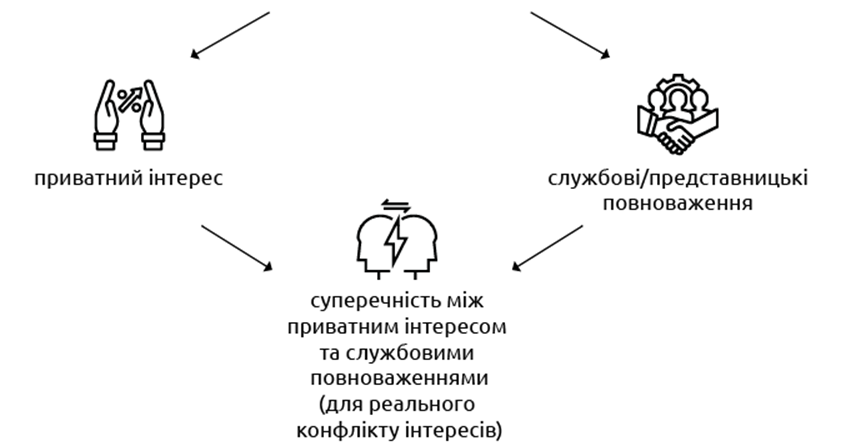 приватний інтерес
службові/представницькі
повноваження
суперечність між
приватним інтересом
та службовими
повноваженнями
(для реального
конфлікту інтересів)